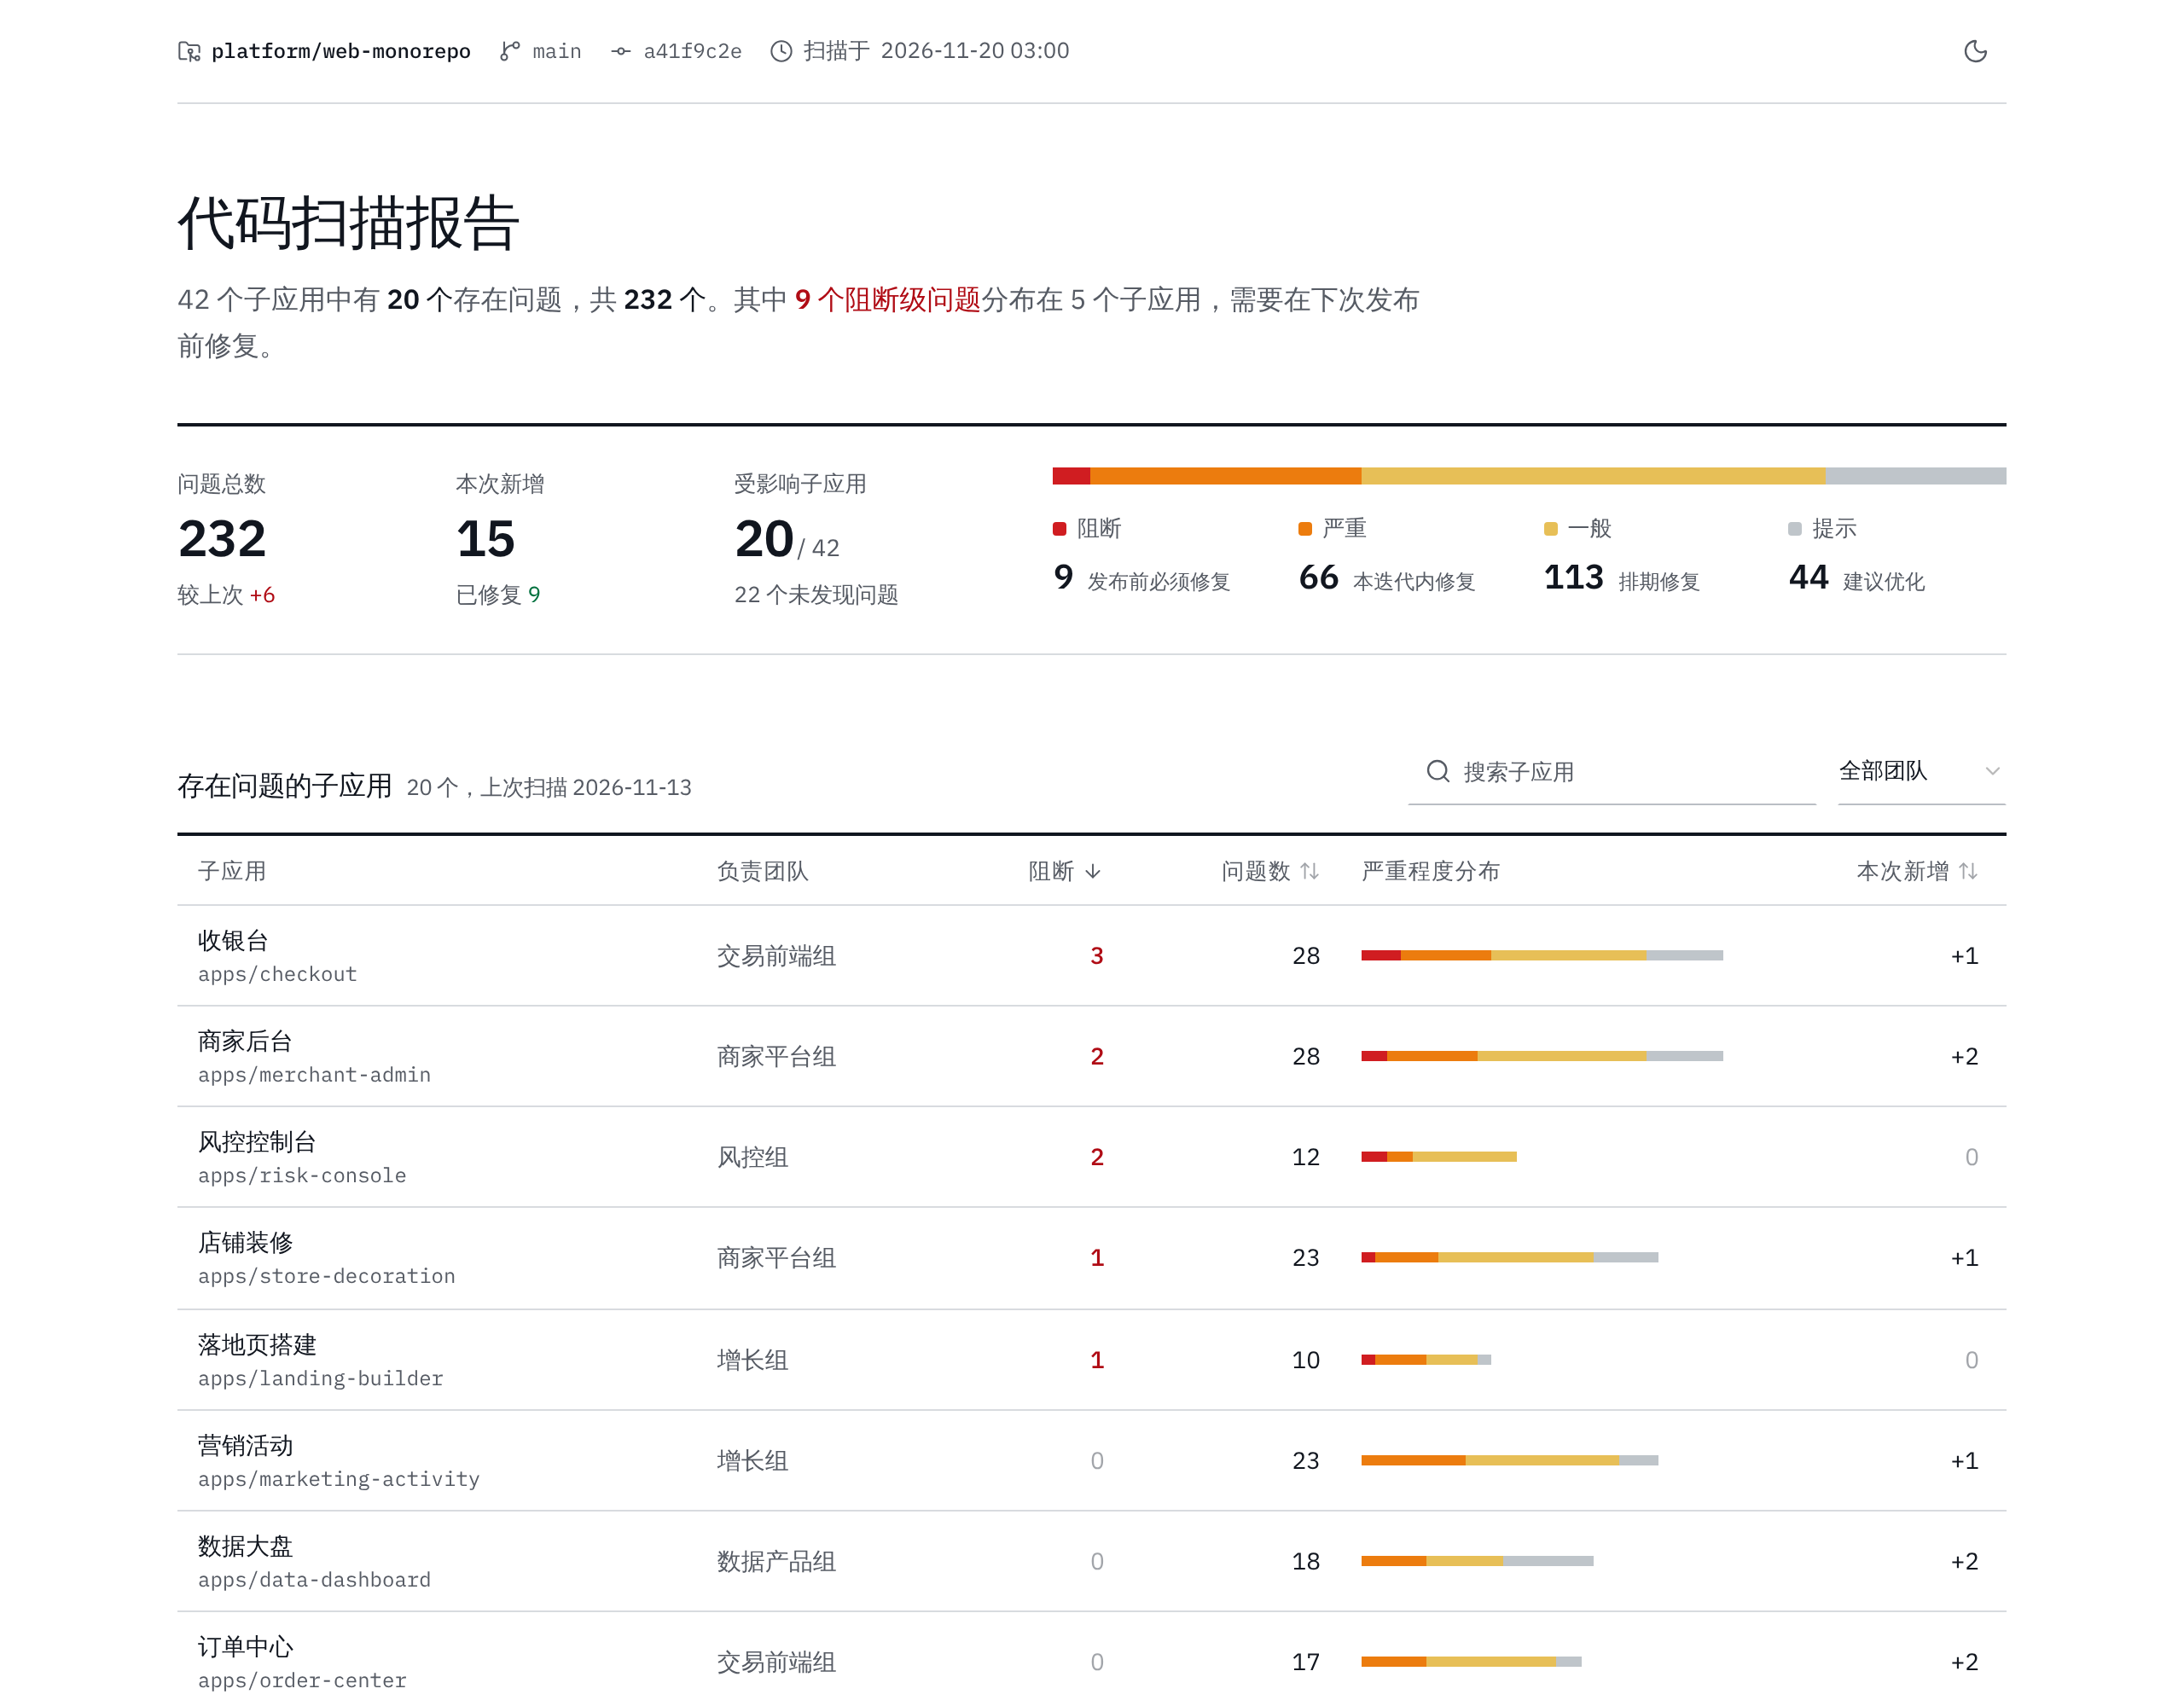 platform/web-monorepo main a41f9c2e 扫描于 2026-11-20 03:00
代码扫描报告
42 个子应用中有 20 个存在问题，共 232 个。其中 9 个阻断级问题分布在 5 个子应用，需要在下次发布
前修复。
问题总数
232
较上次 +6
本次新增
15
已修复 9
受影响子应用
20 / 42
22 个未发现问题
阻断
9 发布前必须修复
严重
66 本迭代内修复
一般
113 排期修复
提示
44 建议优化
存在问题的子应用 20 个，上次扫描 2026-11-13
搜索子应用
全部团队
子应用 负责团队 阻断 问题数 严重程度分布 本次新增
收银台
apps/checkout
交易前端组 3 28 +1
商家后台
apps/merchant-admin
商家平台组 2 28 +2
风控控制台
apps/risk-console
风控组 2 12 0
店铺装修
apps/store-decoration
商家平台组 1 23 +1
落地页搭建
apps/landing-builder
增长组 1 10 0
营销活动
apps/marketing-activity
增长组 0 23 +1
数据大盘
apps/data-dashboard
数据产品组 0 18 +2
订单中心
apps/order-center
交易前端组 0 17 +2